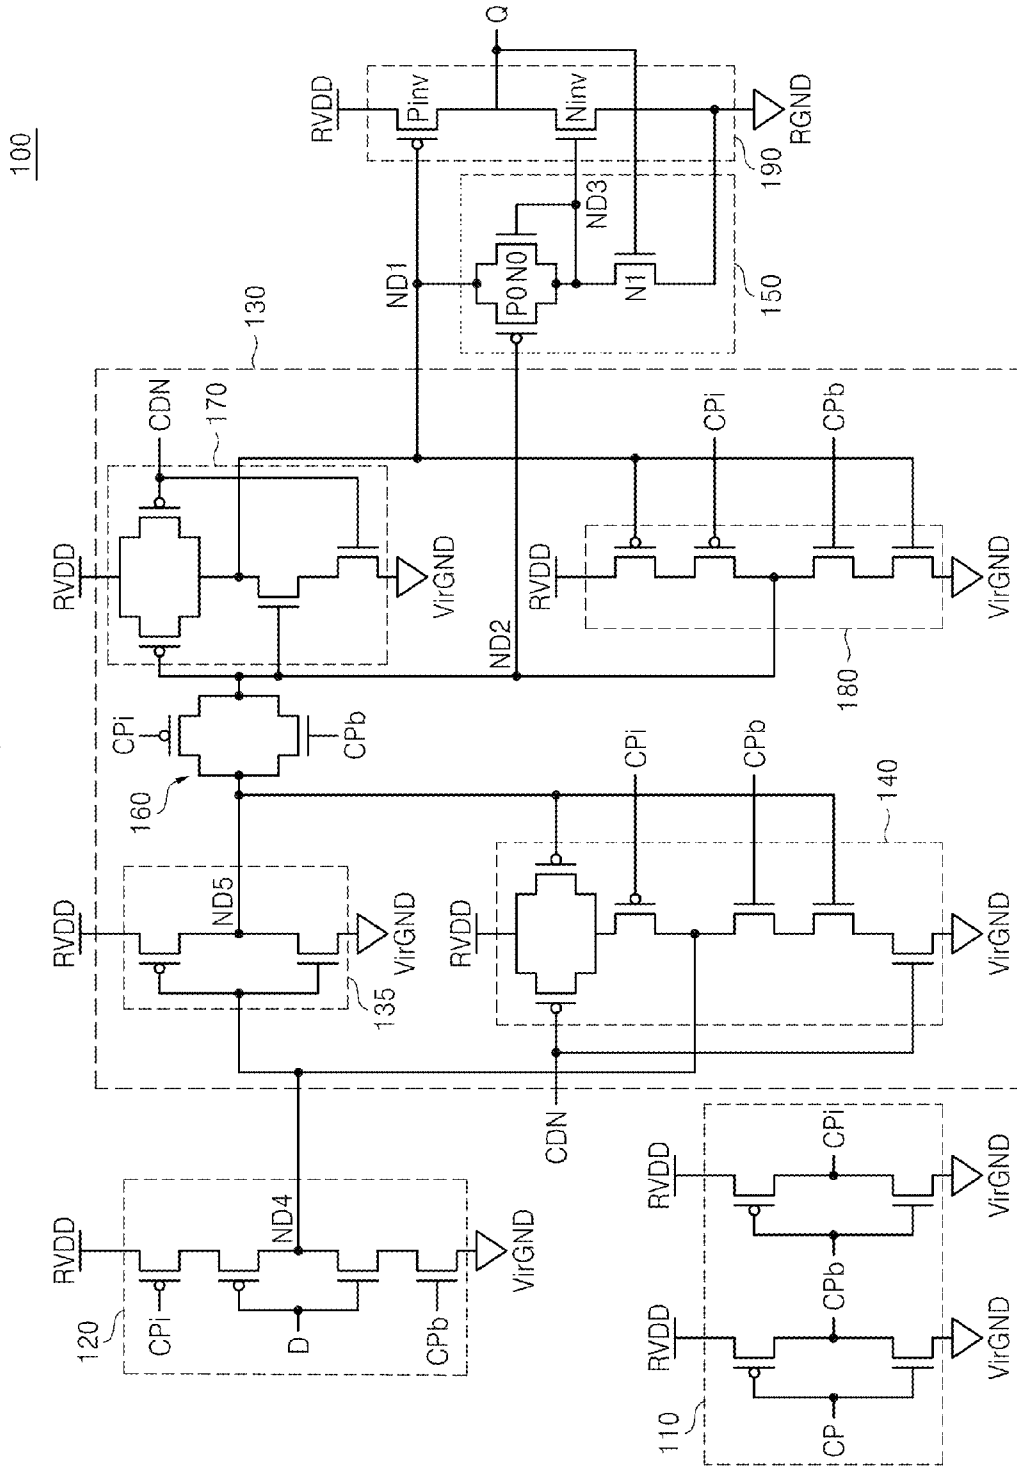 100
RVDD
CPi
D
CPb
ND4
VirGND
120
RVDD
CP
CPb
VirGND
RVDD
CPi
VirGND
110
130
RVDD
ND5
VirGND
135
CDN
RVDD
CPi
CPb
VirGND
140
CPi
CPb
160
RVDD
CDN
170
VirGND
ND2
RVDD
CPi
CPb
VirGND
180
ND1
P0
N0
ND3
N1
150
RVDD
Pinv
Ninv
Q
190
RGND